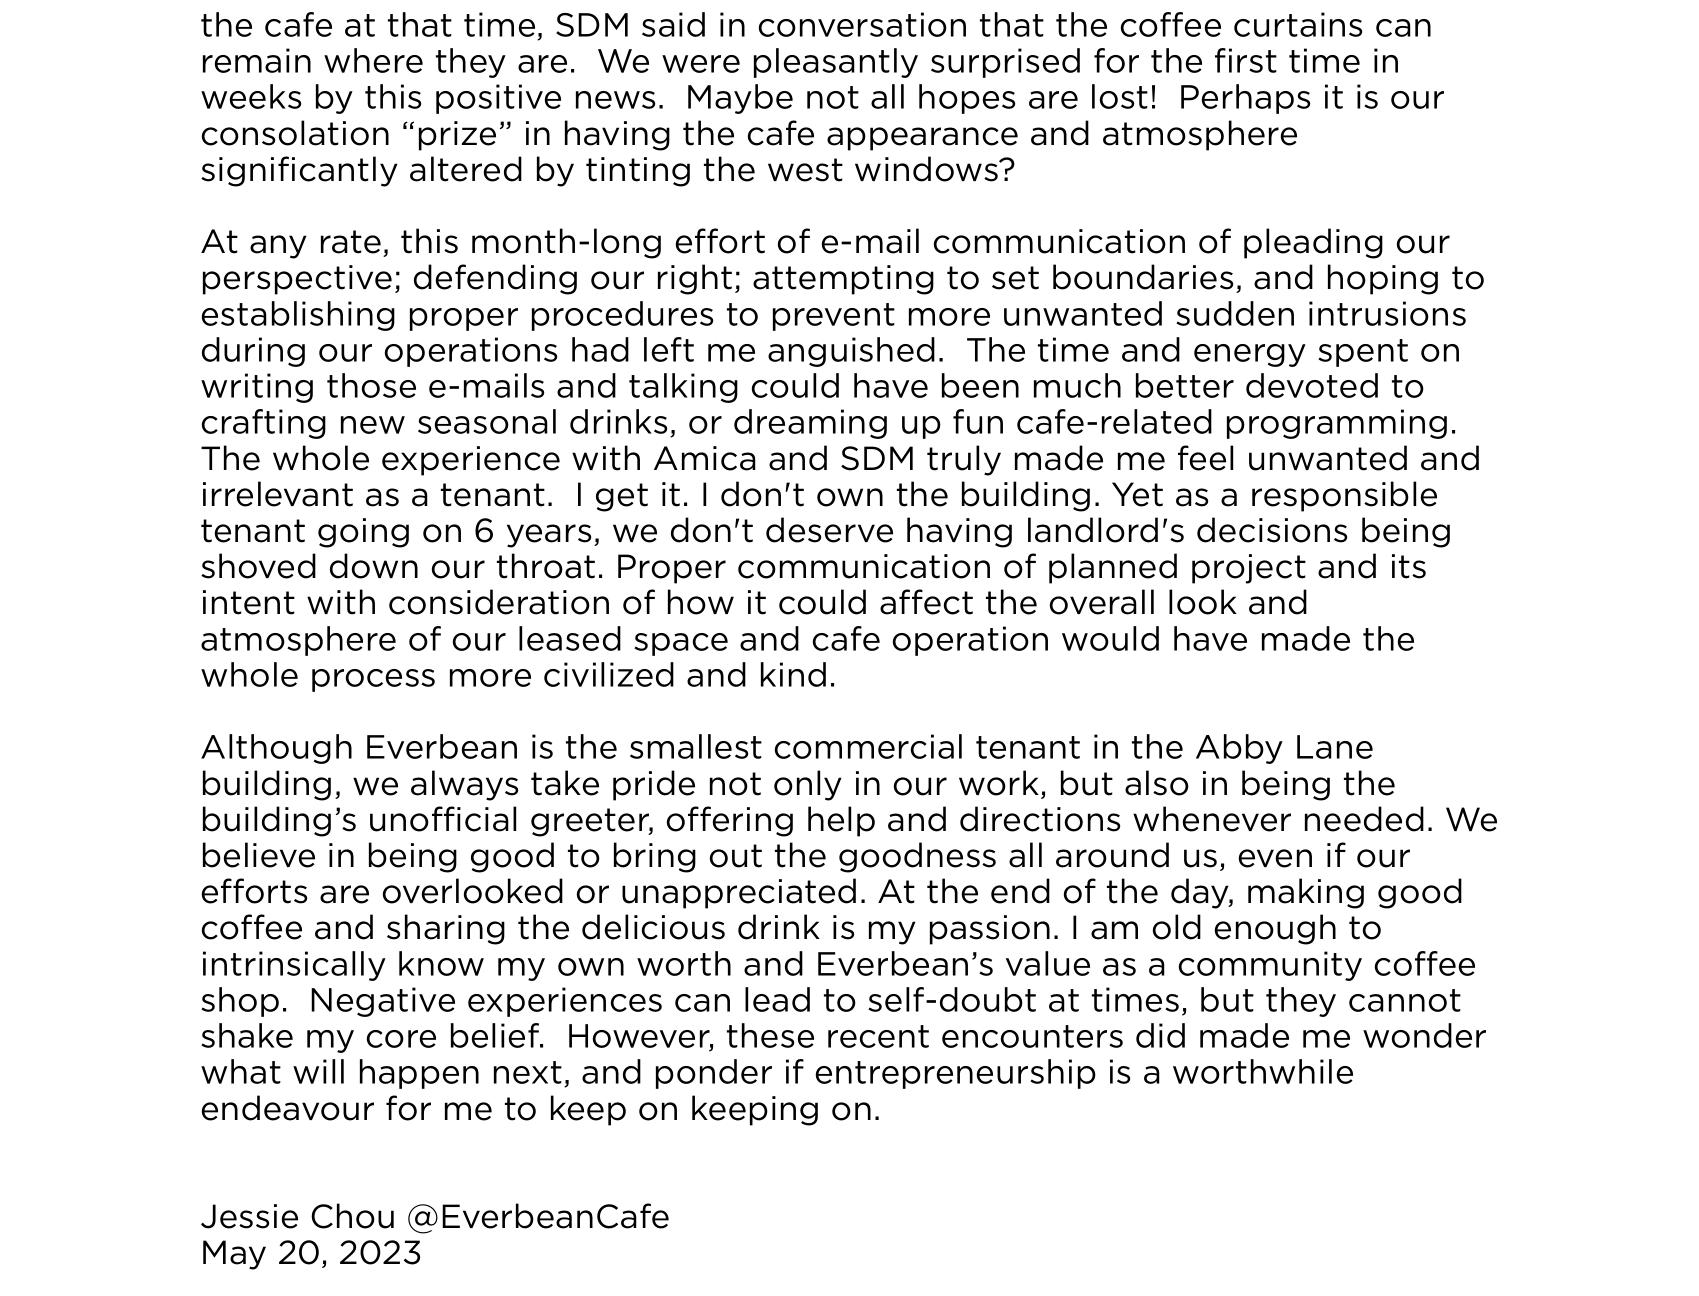 the cafe at that time, SDM said in conversation that the coffee curtains can
remain where they are.  We were pleasantly surprised for the first time in
weeks by this positive news.  Maybe not all hopes are lost!  Perhaps it is our
consolation “prize” in having the cafe appearance and atmosphere
significantly altered by tinting the west windows?

At any rate, this month-long effort of e-mail communication of pleading our
perspective; defending our right; attempting to set boundaries, and hoping to
establishing proper procedures to prevent more unwanted sudden intrusions
during our operations had left me anguished.  The time and energy spent on
writing those e-mails and talking could have been much better devoted to
crafting new seasonal drinks, or dreaming up fun cafe-related programming.
The whole experience with Amica and SDM truly made me feel unwanted and
irrelevant as a tenant.  I get it. I don't own the building. Yet as a responsible
tenant going on 6 years, we don't deserve having landlord's decisions being
shoved down our throat. Proper communication of planned project and its
intent with consideration of how it could affect the overall look and
atmosphere of our leased space and cafe operation would have made the
whole process more civilized and kind.

Although Everbean is the smallest commercial tenant in the Abby Lane
building, we always take pride not only in our work, but also in being the
building’s unofficial greeter, offering help and directions whenever needed. We
believe in being good to bring out the goodness all around us, even if our
efforts are overlooked or unappreciated. At the end of the day, making good
coffee and sharing the delicious drink is my passion. I am old enough to
intrinsically know my own worth and Everbean’s value as a community coffee
shop.  Negative experiences can lead to self-doubt at times, but they cannot
shake my core belief.  However, these recent encounters did made me wonder
what will happen next, and ponder if entrepreneurship is a worthwhile
endeavour for me to keep on keeping on.

Jessie Chou @EverbeanCafe
May 20, 2023